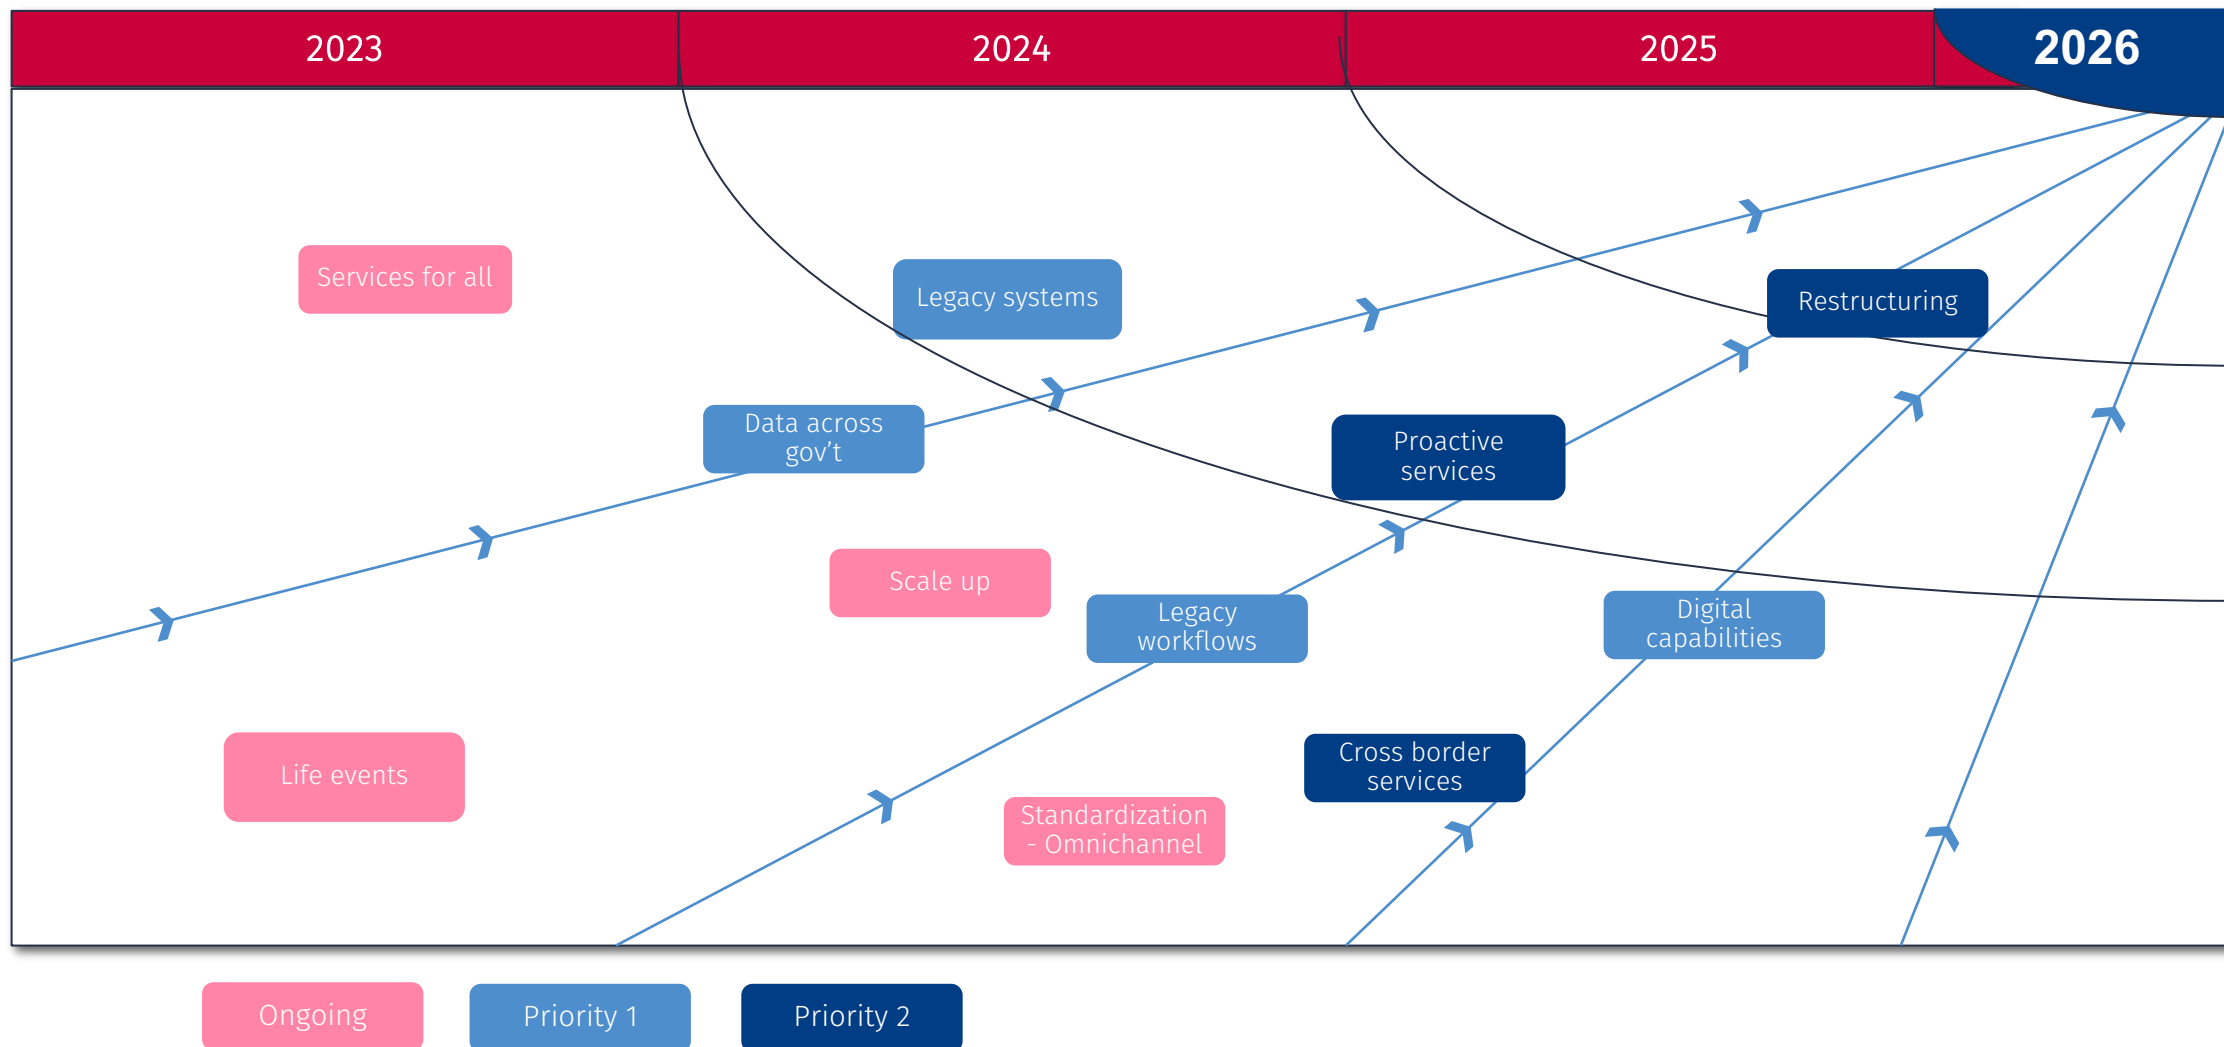 2023
2024
2025
2026
Services for all
Legacy systems
Restructuring
Data across
gov’t
Proactive
services
Scale up
Legacy
workflows
Digital
capabilities
Life events
Cross border
services
Standardization
- Omnichannel
Ongoing
Priority 1
Priority 2